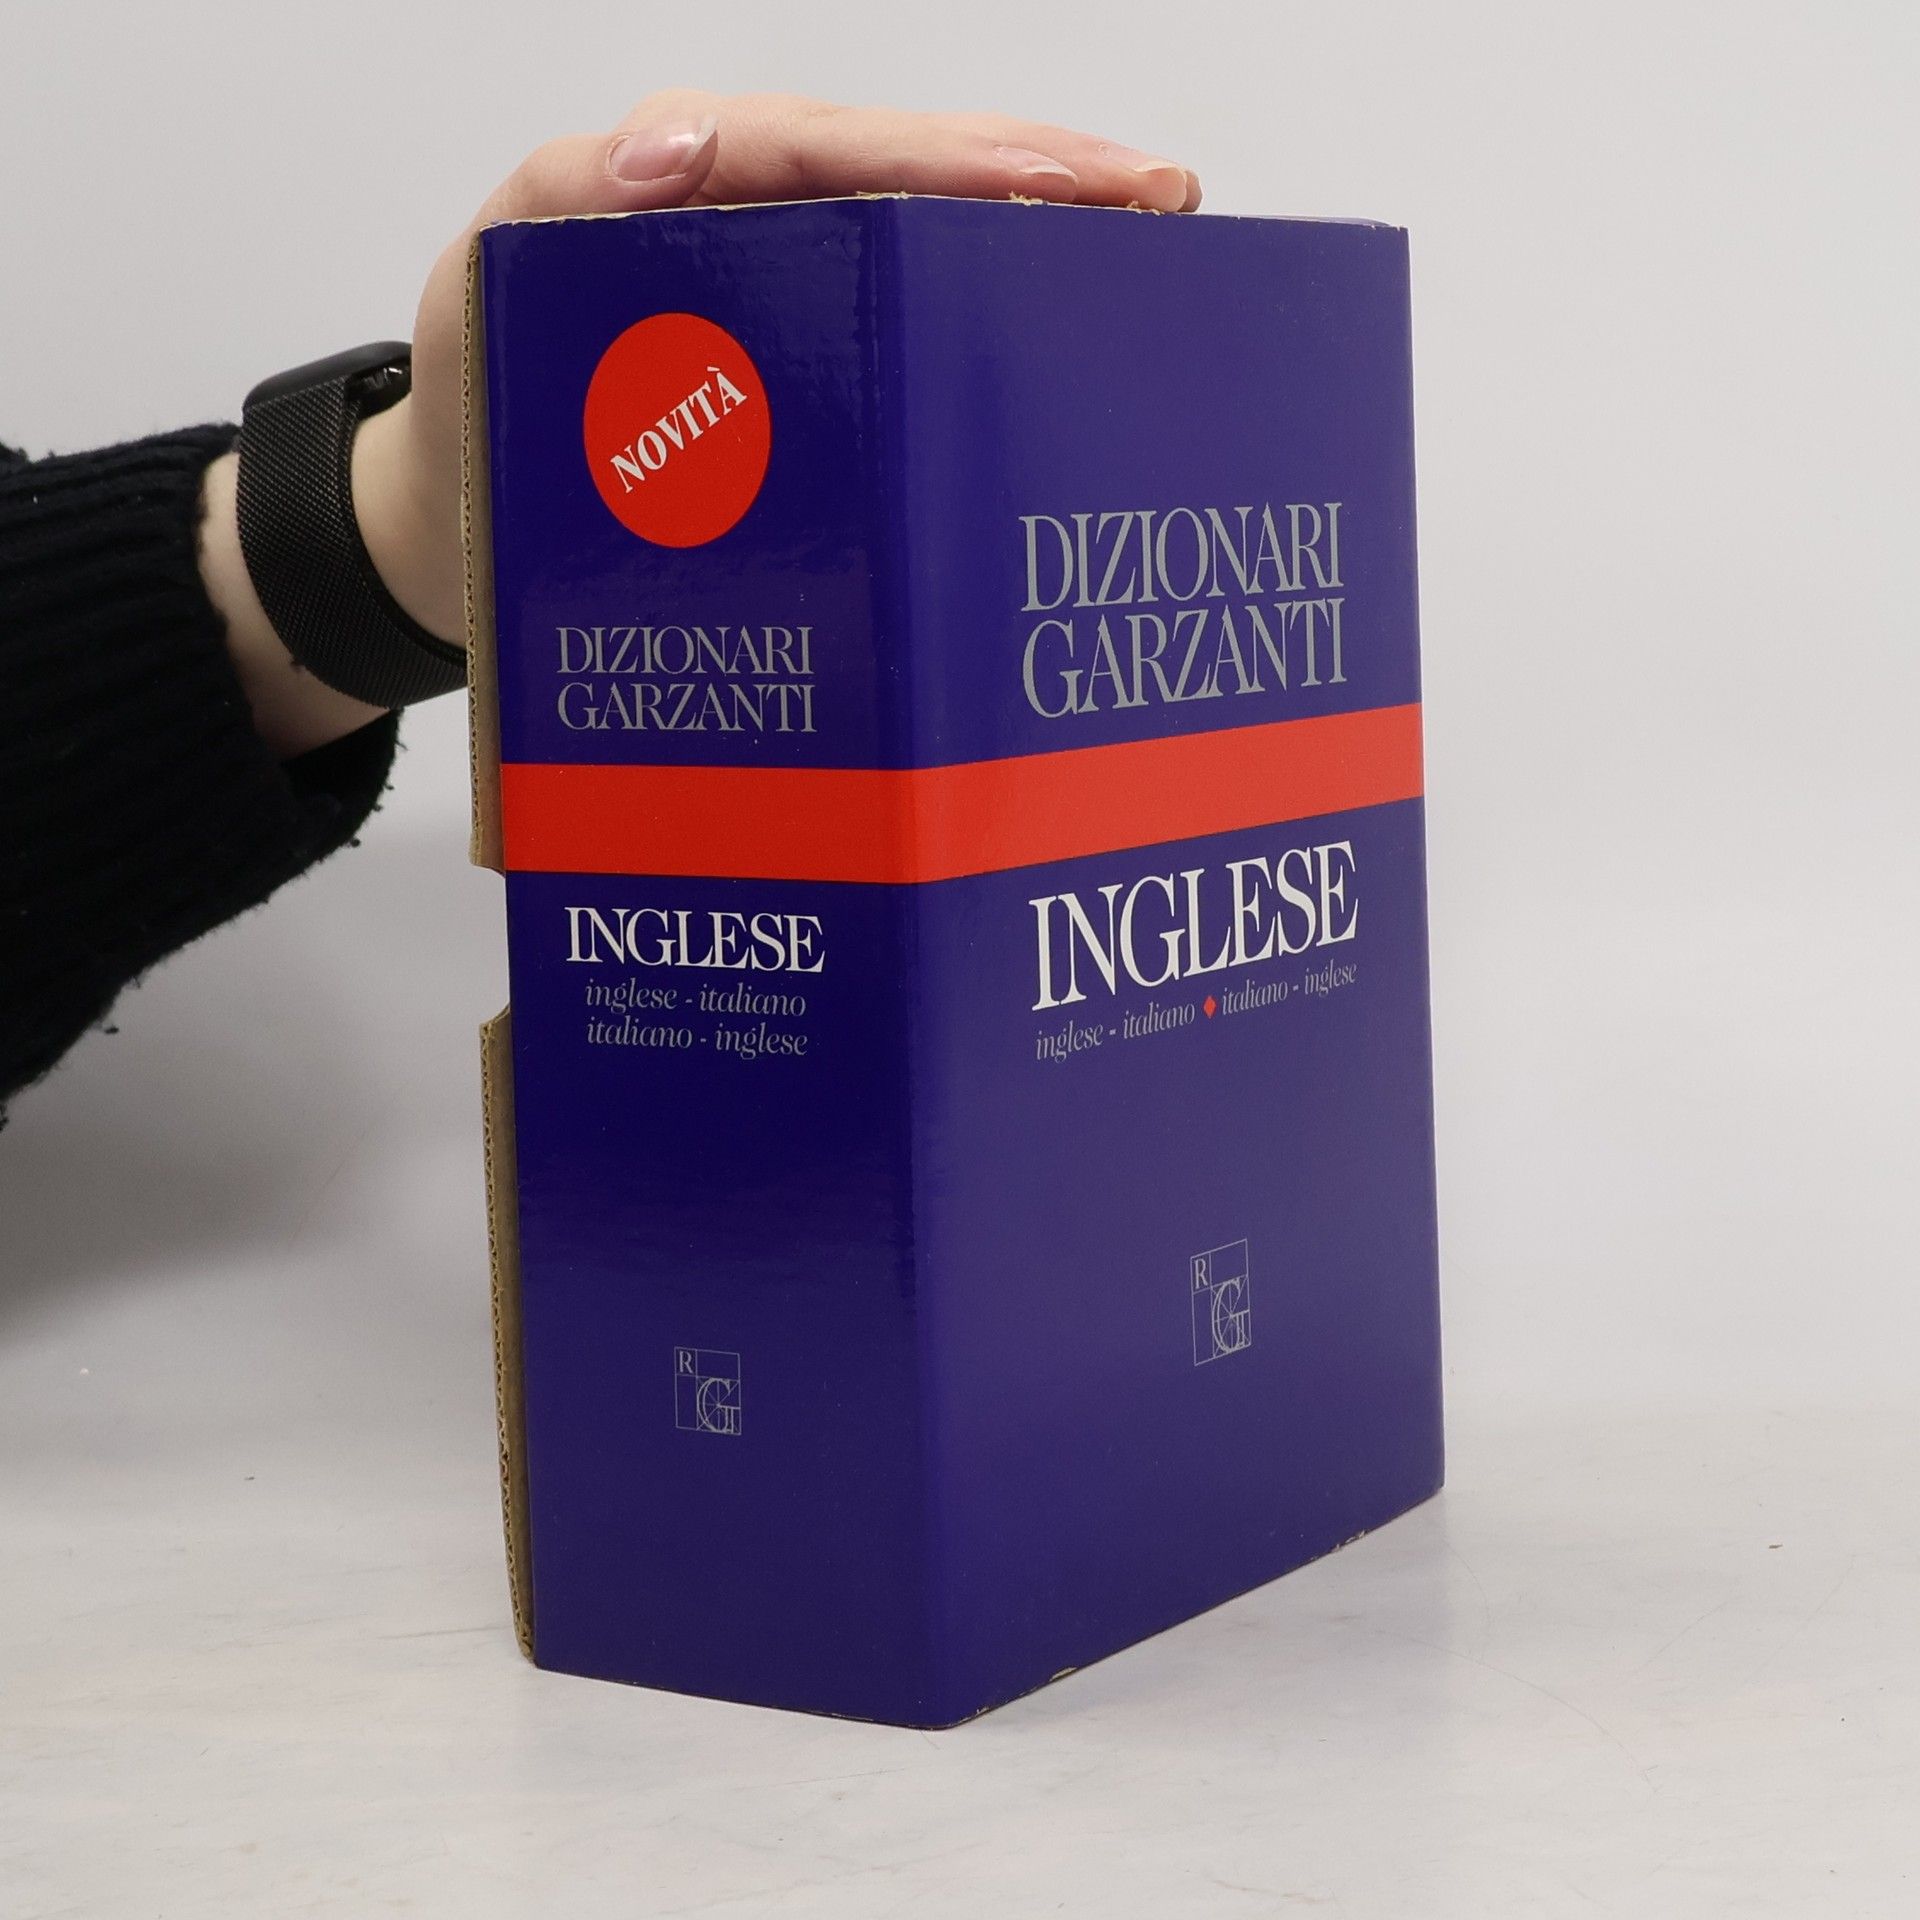 NOVITÀ
DIZIONARI
GARZANTI
INGLESE
inglese - italiano
italiano - inglese
R
G
DIZIONARI
GARZANTI
INGLESE
inglese - italiano ♦ italiano - inglese
R
G